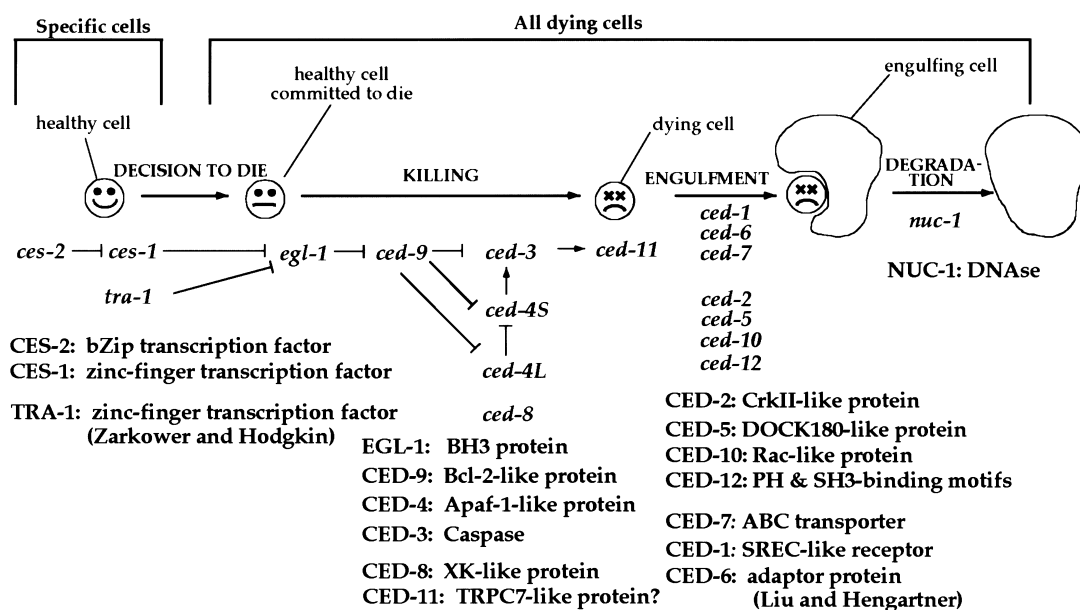 Specific cells
All dying cells
healthy cell
healthy cell
committed to die
dying cell
engulfing cell
DECISION TO DIE
KILLING
ENGULFMENT
DEGRADA-
TION
ces-2 ces-1 egl-1 ced-9 ced-3 ced-11
tra-1
ced-4S
ced-4L
ced-8
ced-1
ced-6
ced-7
ced-2
ced-5
ced-10
ced-12
nuc-1
NUC-1: DNAse
CES-2: bZip transcription factor
CES-1: zinc-finger transcription factor
TRA-1: zinc-finger transcription factor
(Zarkower and Hodgkin)
EGL-1: BH3 protein
CED-9: Bcl-2-like protein
CED-4: Apaf-1-like protein
CED-3: Caspase
CED-8: XK-like protein
CED-11: TRPC7-like protein?
CED-2: CrkII-like protein
CED-5: DOCK180-like protein
CED-10: Rac-like protein
CED-12: PH & SH3-binding motifs
CED-7: ABC transporter
CED-1: SREC-like receptor
CED-6: adaptor protein
(Liu and Hengartner)